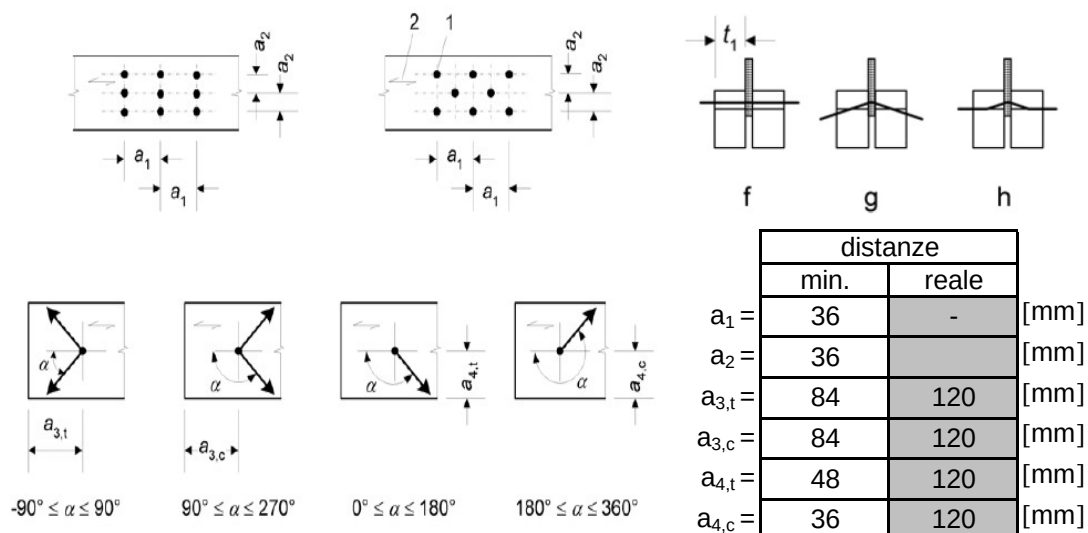 2 1
a2
a2
a2
a2
t1
a1
a1
a1
a1
f g h
distanze
min. reale
a1 = 36 - [mm]
a2 = 36 [mm]
a3,t = 84 120 [mm]
a3,c = 84 120 [mm]
a4,t = 48 120 [mm]
a4,c = 36 120 [mm]
α α α α
a4,t
a4,c
a3,t
a3,c
-90° ≤ α ≤ 90° 90° ≤ α ≤ 270° 0° ≤ α ≤ 180° 180° ≤ α ≤ 360°